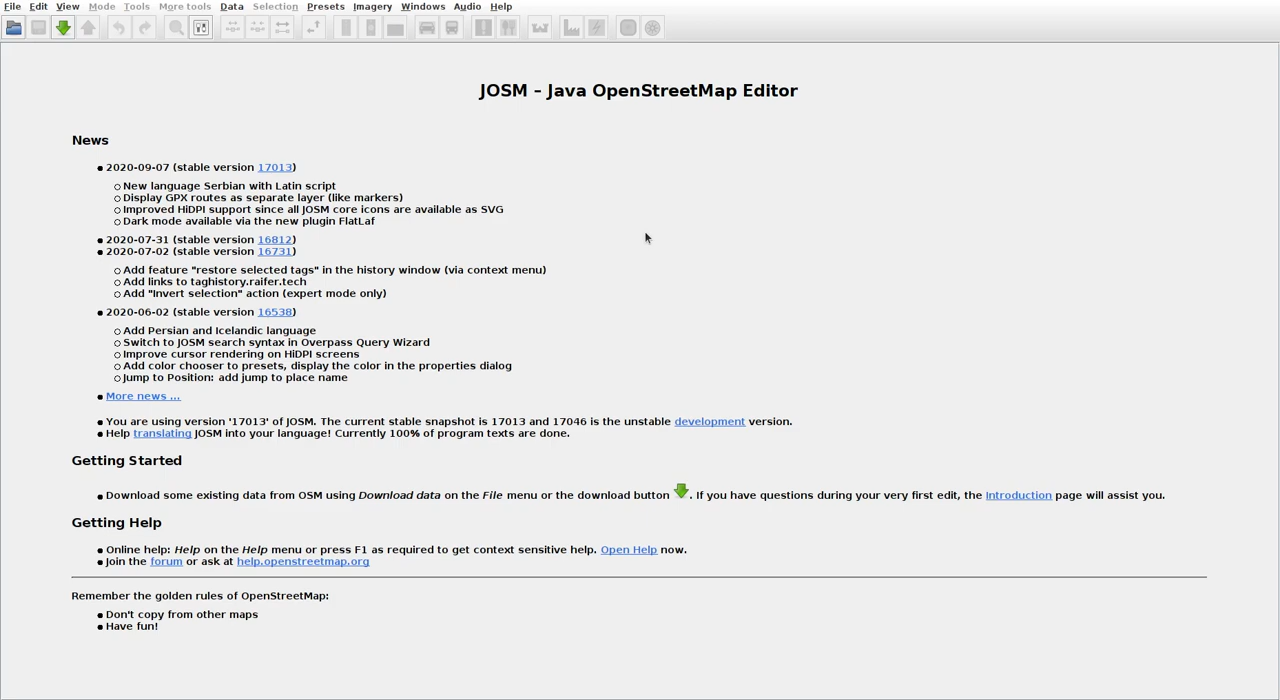 File Edit View Mode Tools More tools Data Selection Presets Imagery Windows Audio Help
JOSM – Java OpenStreetMap Editor
News
2020-09-07 (stable version 17013)
New language Serbian with Latin script
Display GPX routes as separate layer (like markers)
Improved HiDPI support since all JOSM core icons are available as SVG
Dark mode available via the new plugin FlatLaf
2020-07-31 (stable version 16812)
2020-07-02 (stable version 16731)
Add feature "restore selected tags" in the history window (via context menu)
Add links to taghistory.raifer.tech
Add "Invert selection" action (expert mode only)
2020-06-02 (stable version 16538)
Add Persian and Icelandic language
Switch to JOSM search syntax in Overpass Query Wizard
Improve cursor rendering on HiDPI screens
Add color chooser to presets, display the color in the properties dialog
Jump to Position: add jump to place name
More news ...
You are using version '17013' of JOSM. The current stable snapshot is 17013 and 17046 is the unstable development version.
Help translating JOSM into your language! Currently 100% of program texts are done.
Getting Started
Download some existing data from OSM using Download data on the File menu or the download button . If you have questions during your very first edit, the Introduction page will assist you.
Getting Help
Online help: Help on the Help menu or press F1 as required to get context sensitive help. Open Help now.
Join the forum or ask at help.openstreetmap.org
Remember the golden rules of OpenStreetMap:
Don't copy from other maps
Have fun!